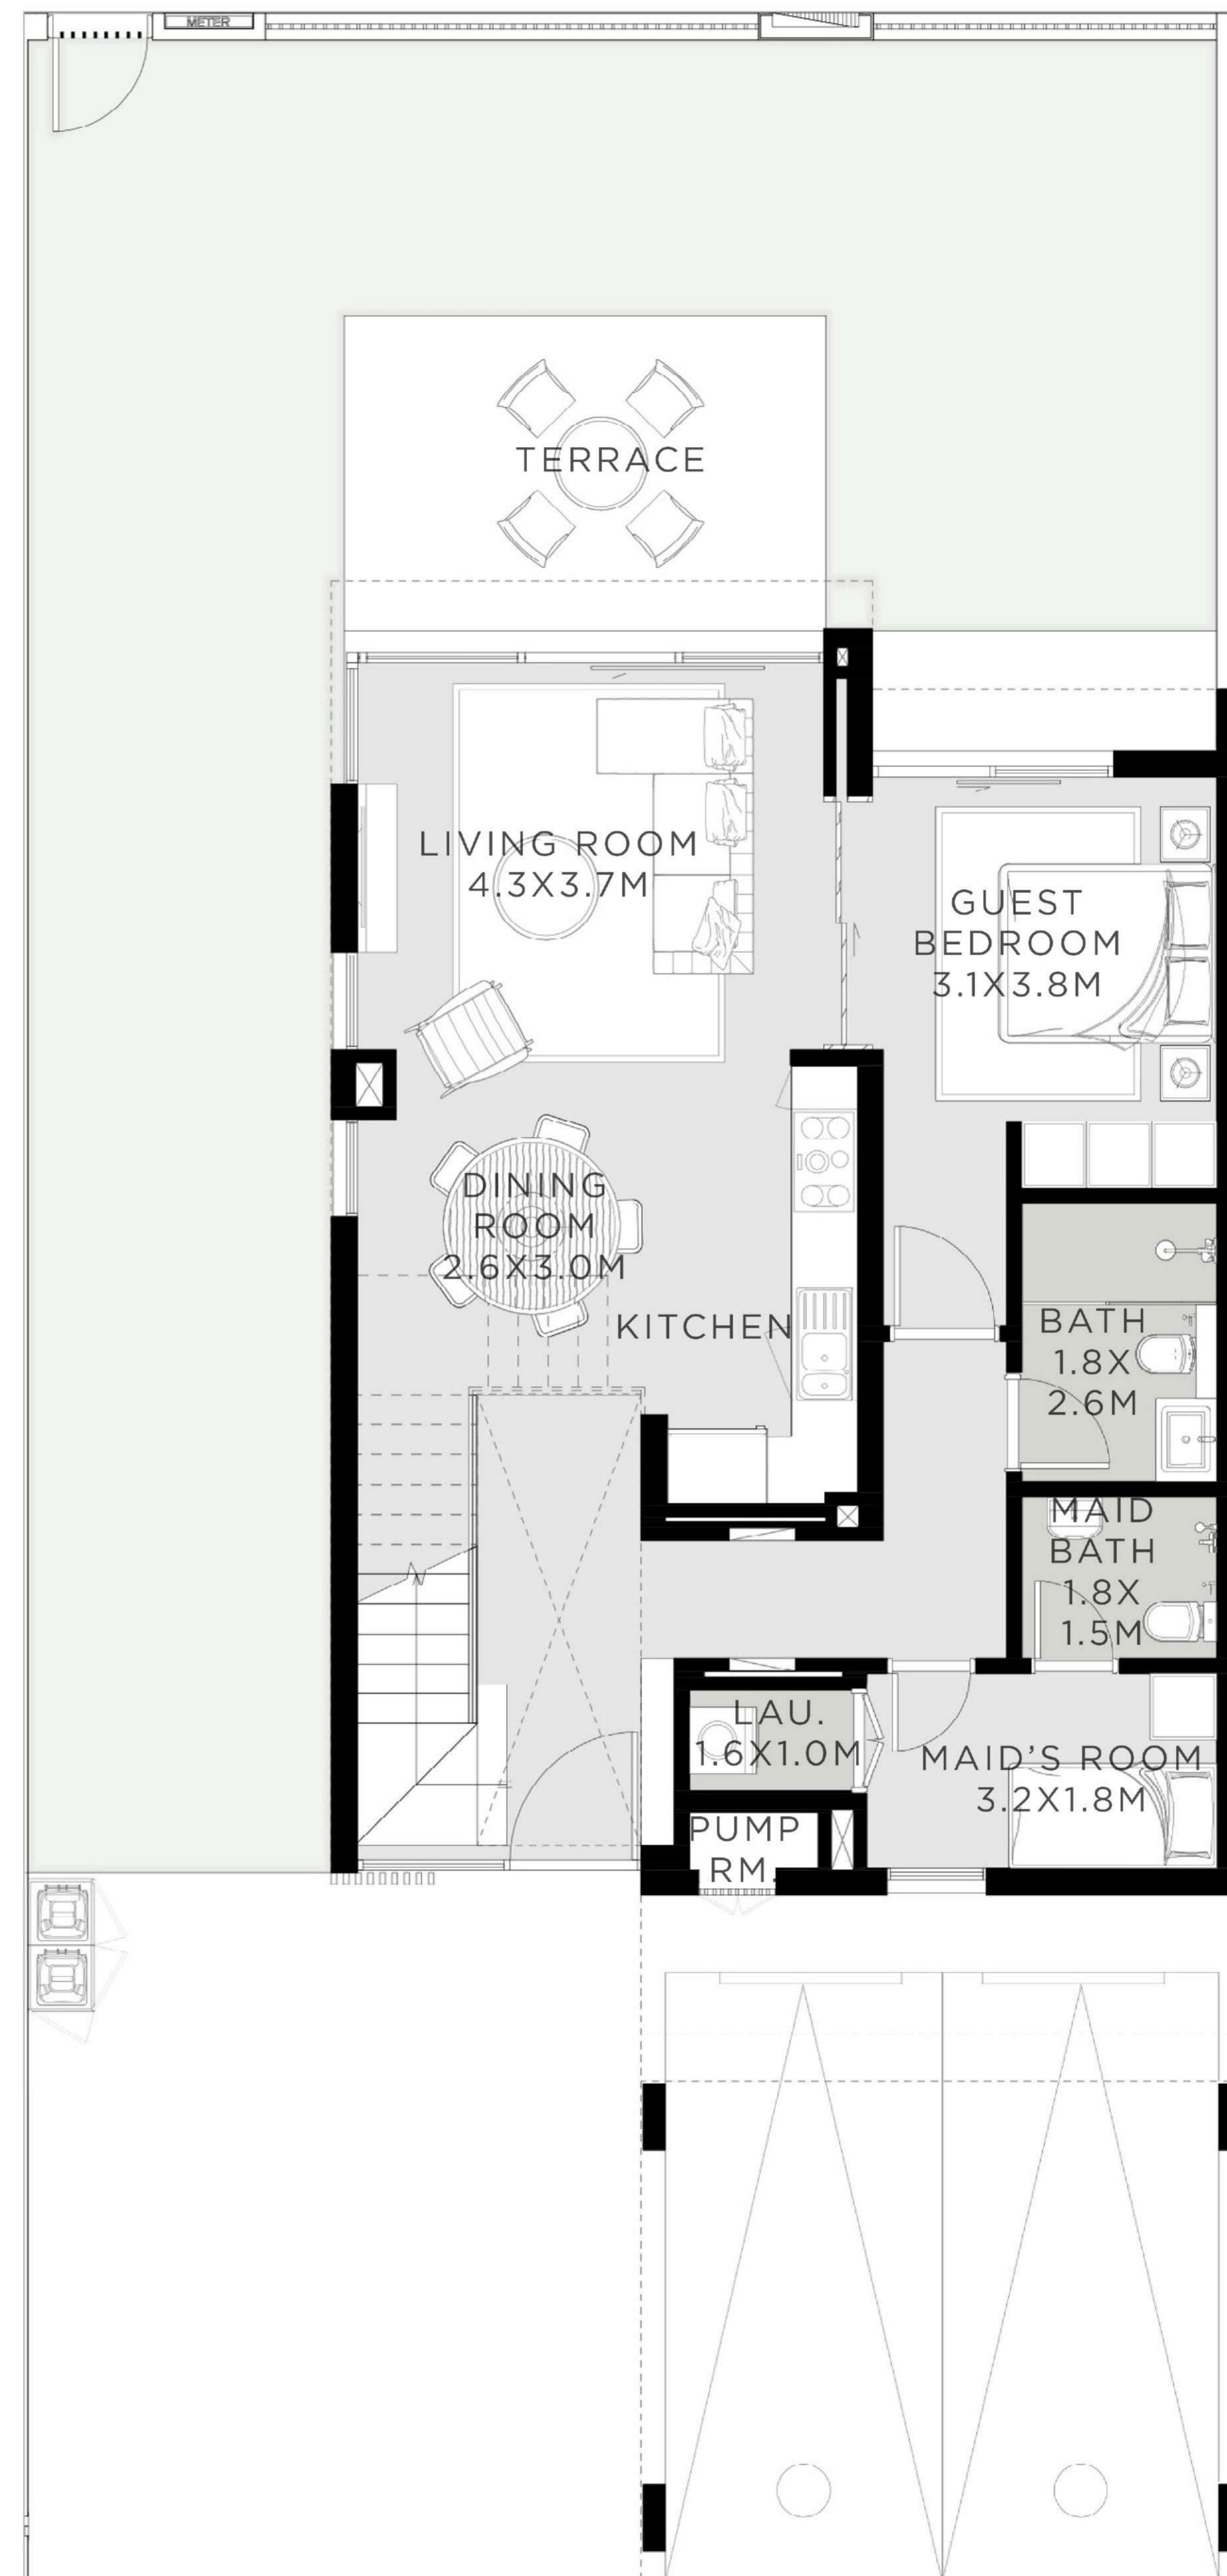 METER
TERRACE
LIVING ROOM
4.3X3.7M
GUEST
BEDROOM
3.1X3.8M
DINING
ROOM
2.6X3.0M
KITCHEN
BATH
1.8X
2.6M
MAID
BATH
1.8X
1.5M
LAU.
1.6X1.0M
MAID'S ROOM
3.2X1.8M
PUMP
RM.